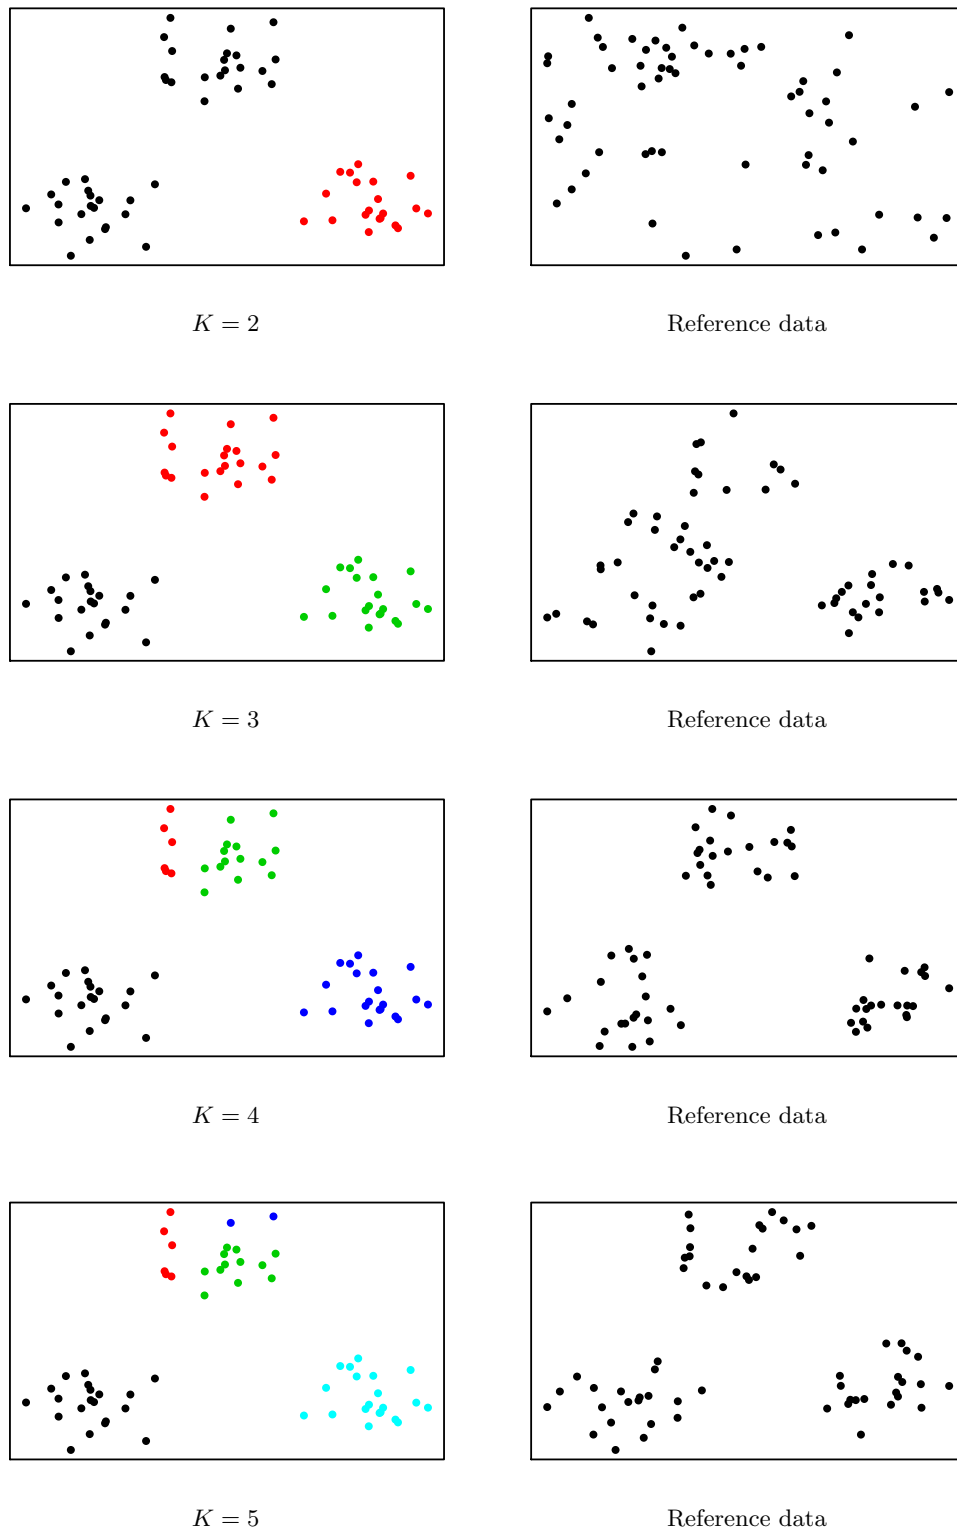 K = 2
Reference data
K = 3
Reference data
K = 4
Reference data
K = 5
Reference data